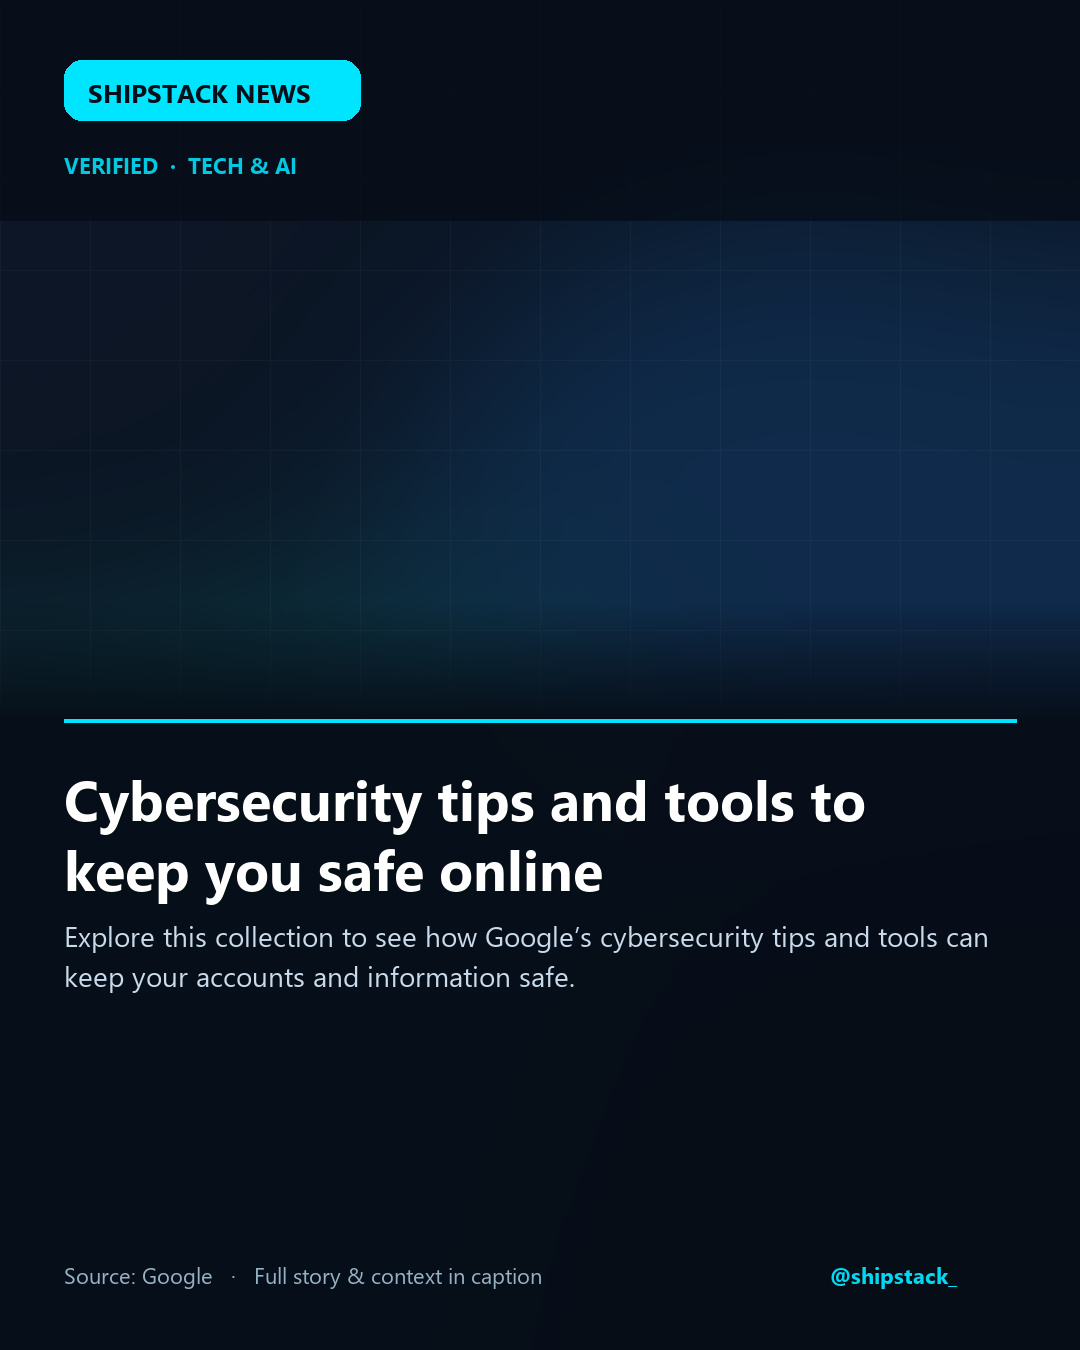 SHIPSTACK NEWS
VERIFIED · TECH & AI
Cybersecurity tips and tools to
keep you safe online
Explore this collection to see how Google’s cybersecurity tips and tools can
keep your accounts and information safe.
Source: Google · Full story & context in caption
@shipstack_